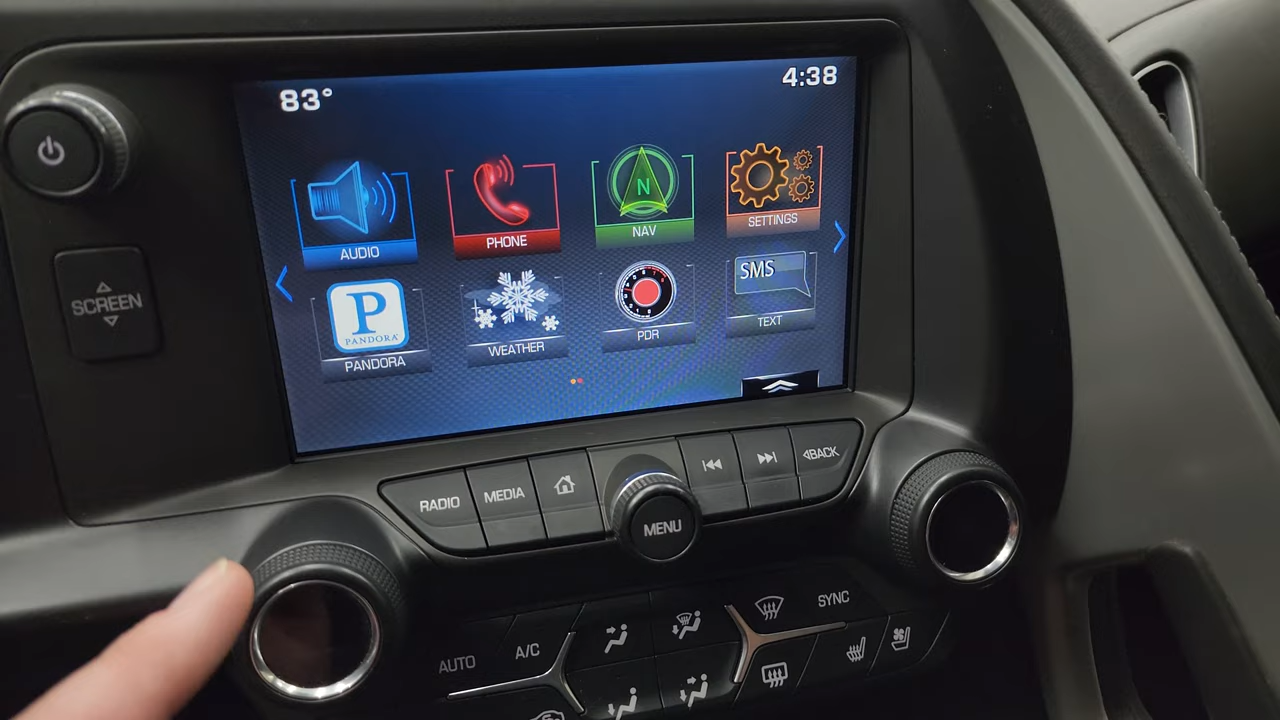 83°
4:38
AUDIO
PHONE
N
NAV
SETTINGS
SCREEN
P
PANDORA
PANDORA
WEATHER
PDR
SMS
TEXT
RADIO
MEDIA
MENU
BACK
AUTO
A/C
SYNC